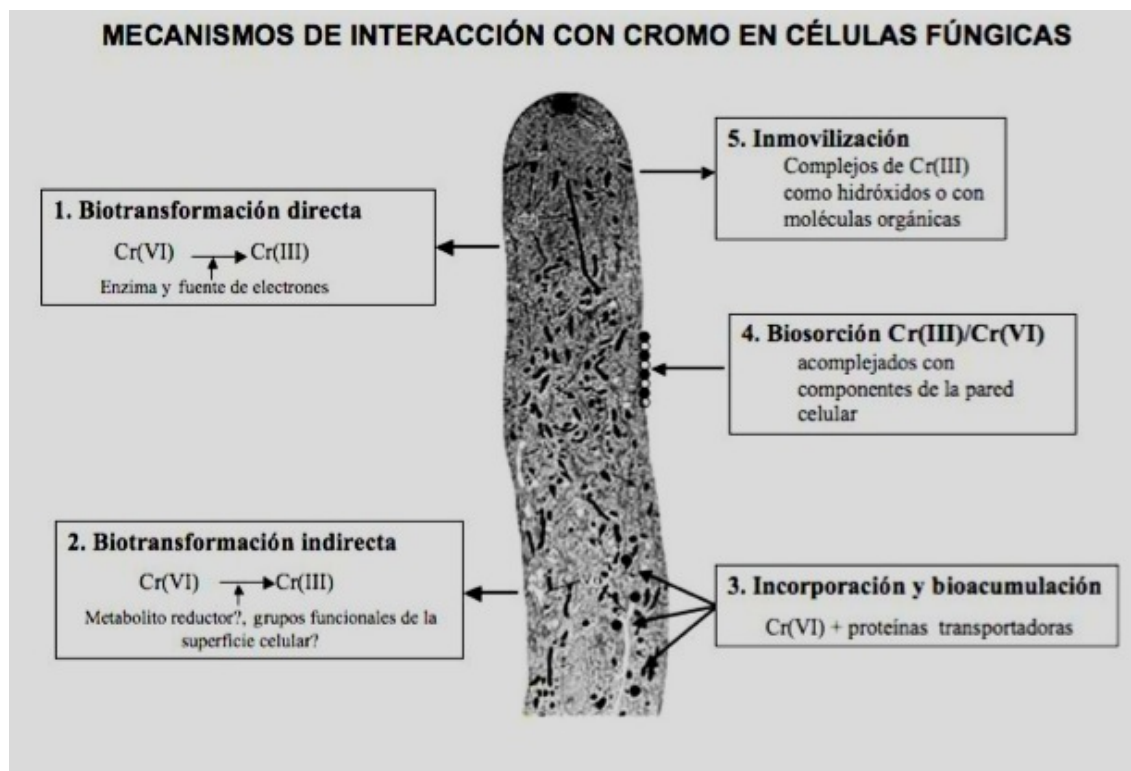 MECANISMOS DE INTERACCIÓN CON CROMO EN CÉLULAS FÚNGICAS
1. Biotransformación directa
Cr(VI) → Cr(III)
Enzima y fuente de electrones
2. Biotransformación indirecta
Cr(VI) → Cr(III)
Metabolito reductor?, grupos funcionales de la
superficie celular?
5. Inmovilización
Complejos de Cr(III)
como hidróxidos o con
moléculas orgánicas
4. Biosorción Cr(III)/Cr(VI)
acomplejados con
componentes de la pared
celular
3. Incorporación y bioacumulación
Cr(VI) + proteínas transportadoras